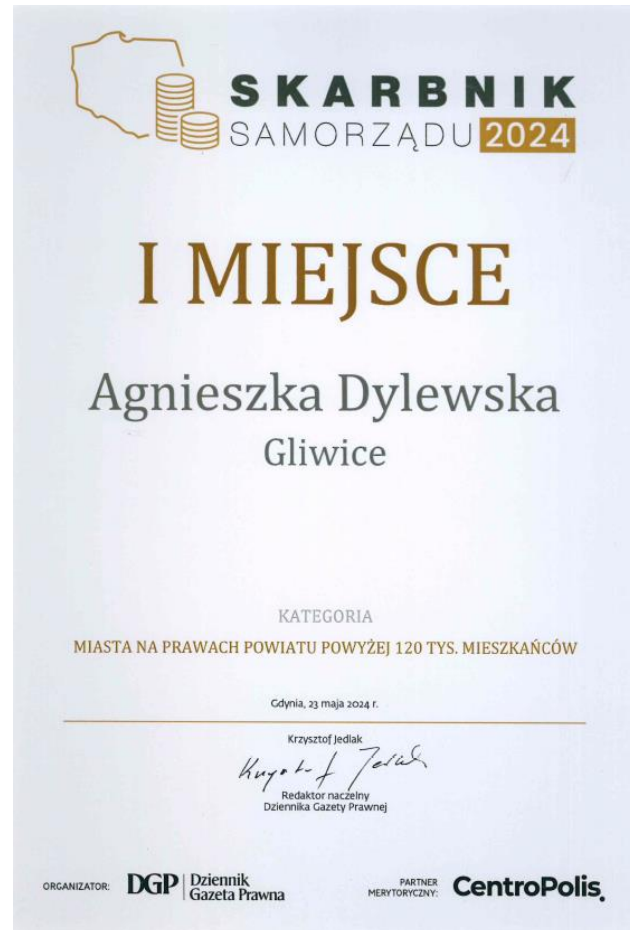 SKARBNIK
SAMORZĄDU 2024
I MIEJSCE
Agnieszka Dylewska
Gliwice
KATEGORIA
MIASTA NA PRAWACH POWIATU POWYŻEJ 120 TYS. MIESZKAŃCÓW
Gdynia, 23 maja 2024 r.
Krzysztof Jedlak
Redaktor naczelny
Dziennika Gazety Prawnej
ORGANIZATOR:
DGP
Dziennik
Gazeta Prawna
PARTNER
MERYTORYCZNY:
CentroPolis